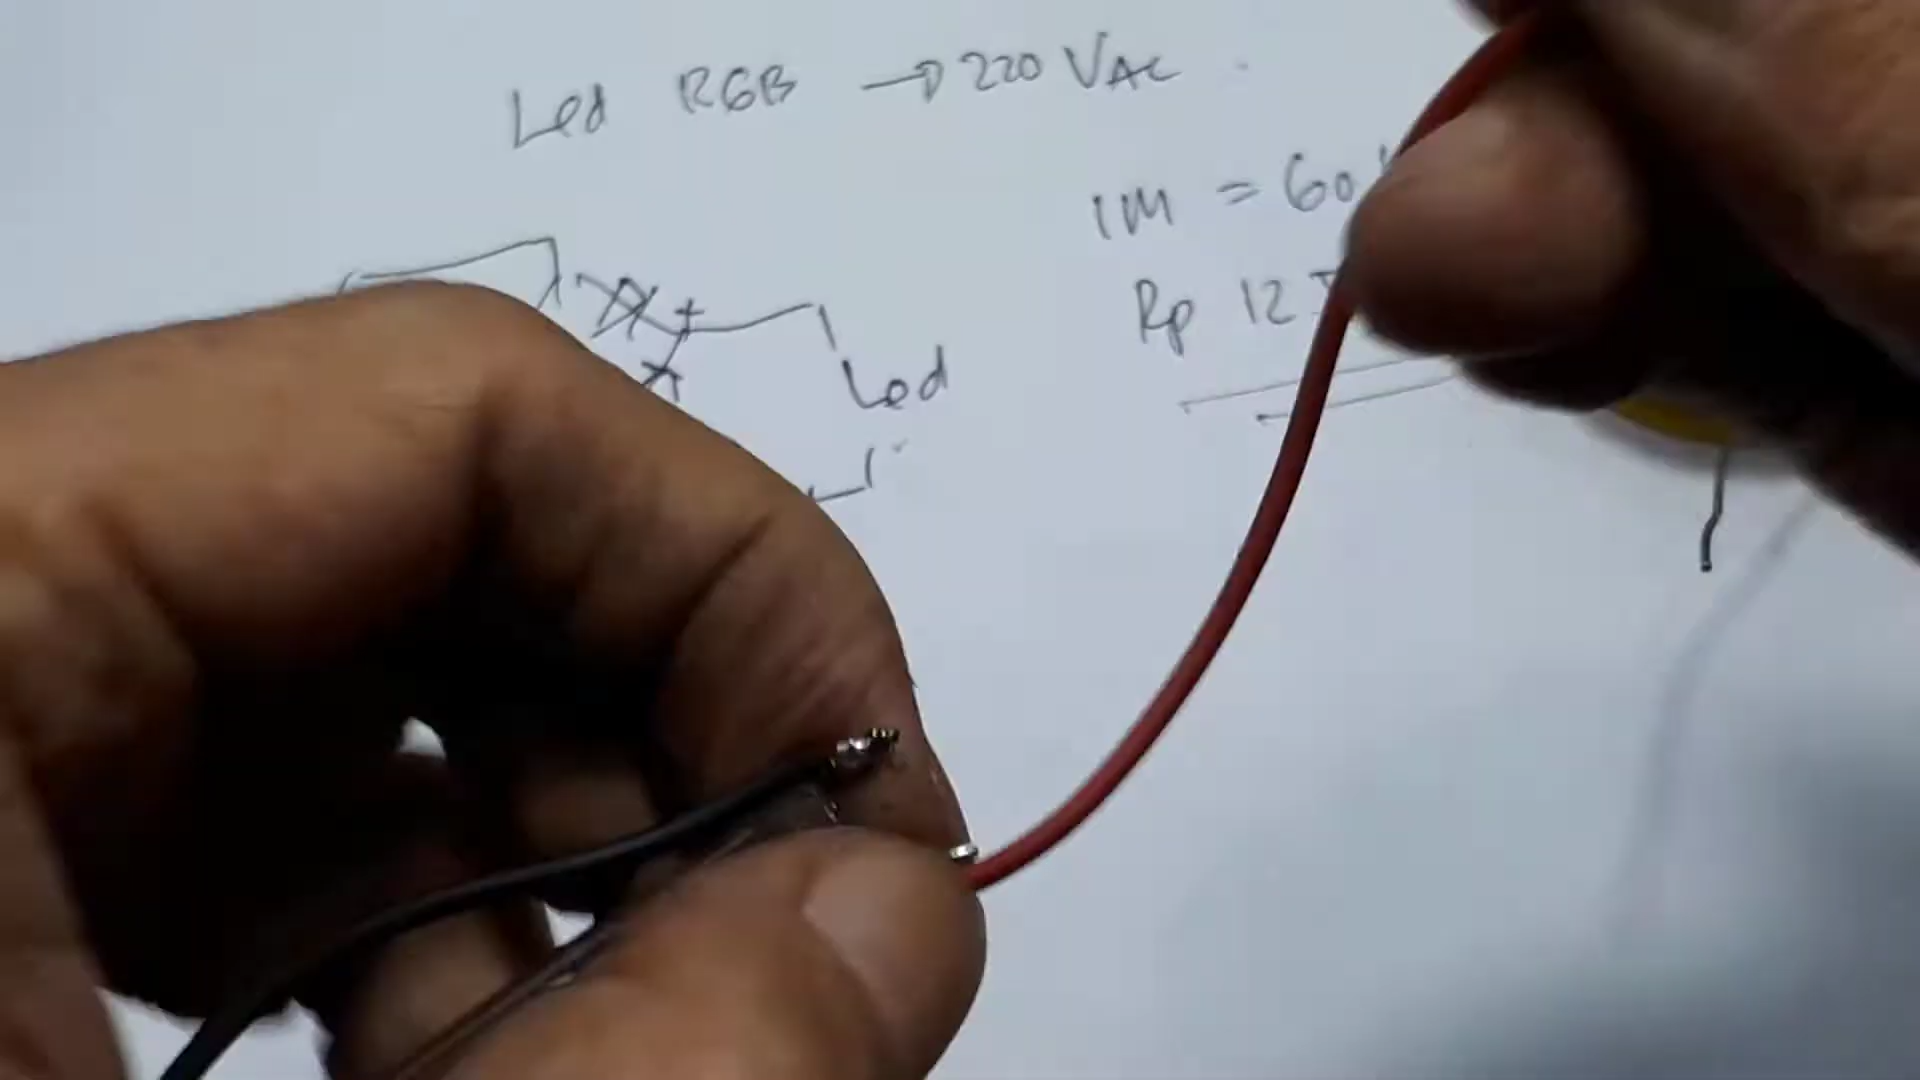 Led RGB → 220 VAC
1M = 60
Rp 12
+
Led